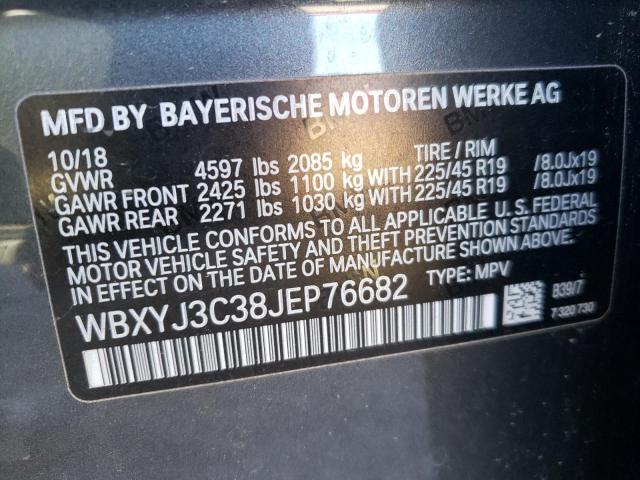 MFD BY BAYERISCHE MOTOREN WERKE AG
10/18 TIRE / RIM
GVWR 4597 lbs 2085 kg
GAWR FRONT 2425 lbs 1100 kg WITH 225/45 R19 /8.0Jx19
GAWR REAR 2271 lbs 1030 kg WITH 225/45 R19 /8.0Jx19
THIS VEHICLE CONFORMS TO ALL APPLICABLE U. S. FEDERAL
MOTOR VEHICLE SAFETY AND THEFT PREVENTION STANDARDS
IN EFFECT ON THE DATE OF MANUFACTURE SHOWN ABOVE.
WBXYJ3C38JEP76682 TYPE: MPV
B39/7
7 320 730